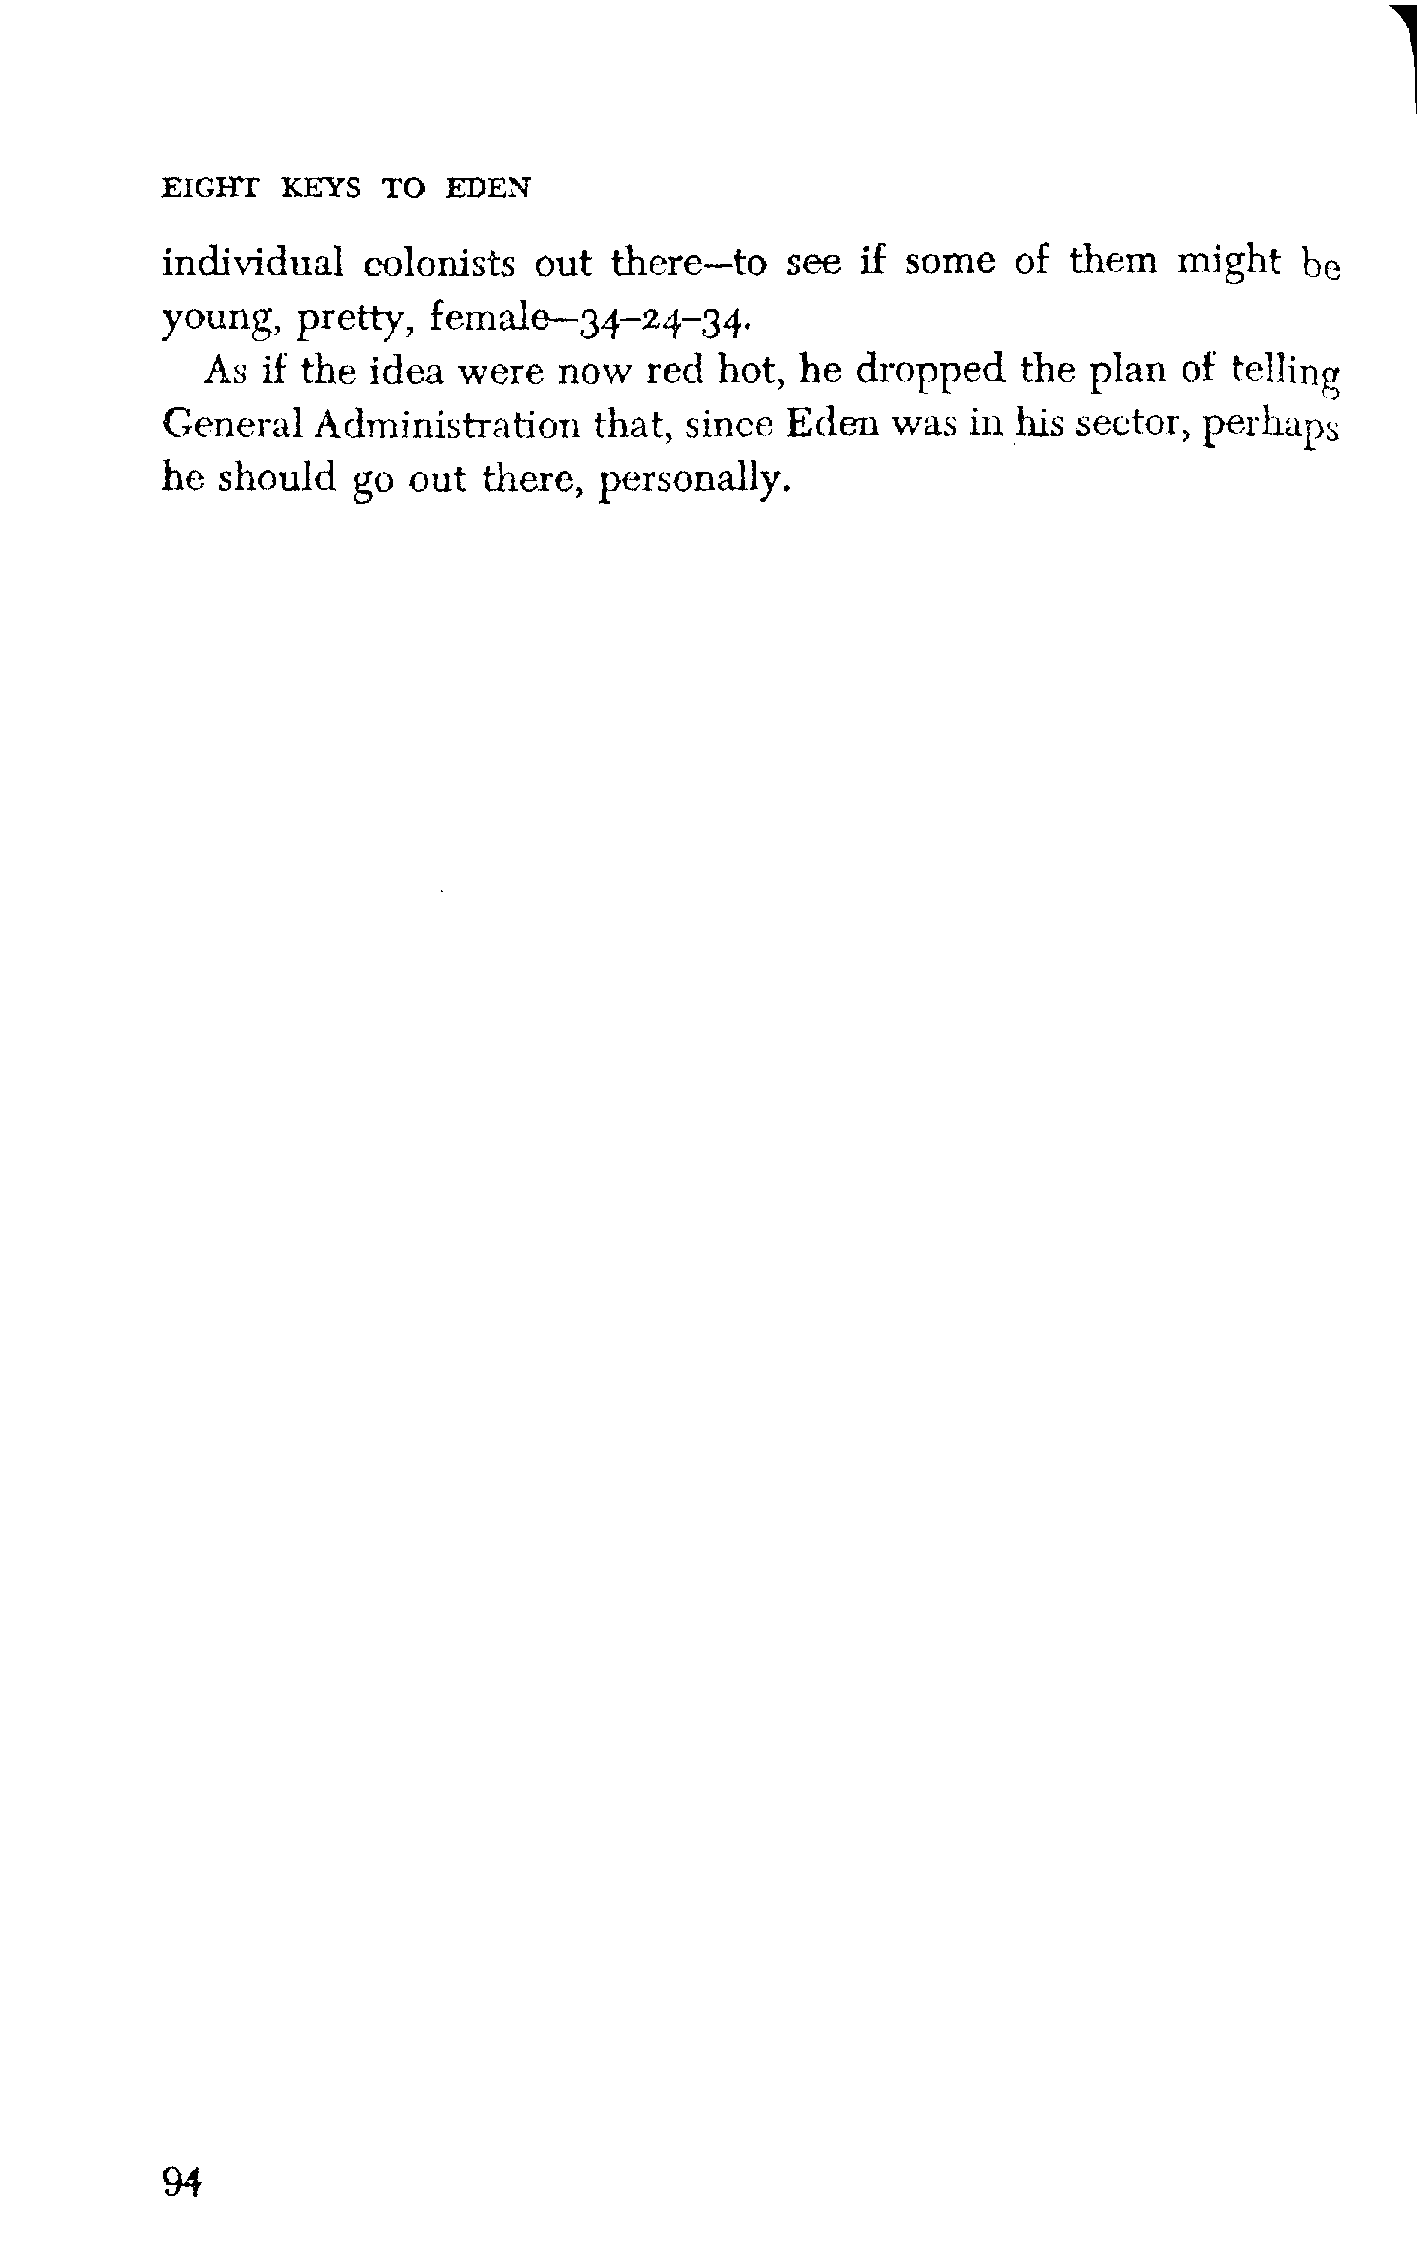 EIGHT KEYS TO EDEN
individual colonists out there—to see if some of them might be
young, pretty, female—34–24–34.
As if the idea were now red hot, he dropped the plan of telling
General Administration that, since Eden was in his sector, perhaps
he should go out there, personally.
94